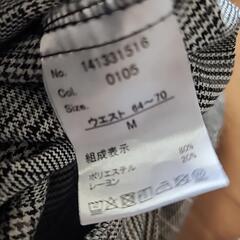 No. 141331516
Col. 0105
Size.
ウエスト 64〜70
M
組成表示
ポリエステル 80%
レーヨン 20%